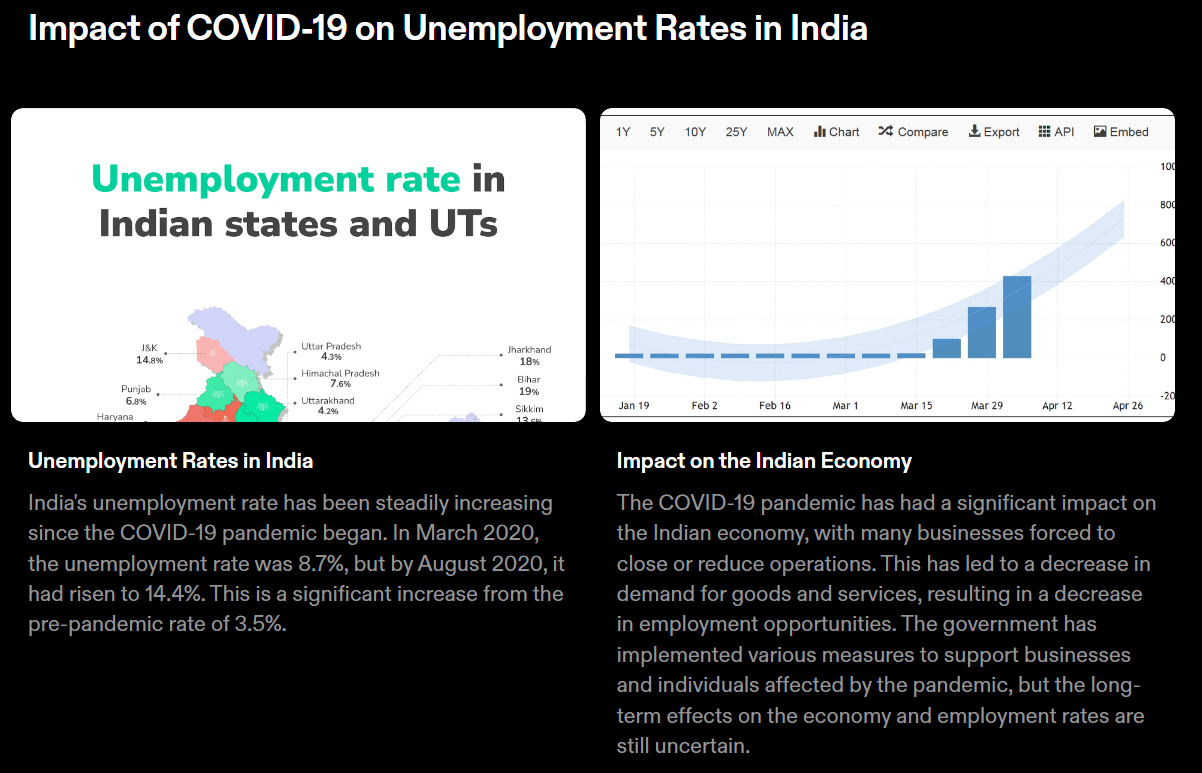 Impact of COVID-19 on Unemployment Rates in India
Unemployment rate in
Indian states and UTs
J&K
14.8%
Punjab
6.8%
Haryana
Uttar Pradesh
4.3%
Himachal Pradesh
7.6%
Uttarakhand
4.2%
Jharkhand
18%
Bihar
19%
Sikkim
13.6%
1Y 5Y 10Y 25Y MAX Chart Compare Export API Embed
100
800
600
400
200
0
-20
Jan 19 Feb 2 Feb 16 Mar 1 Mar 15 Mar 29 Apr 12 Apr 26
Unemployment Rates in India
India's unemployment rate has been steadily increasing
since the COVID-19 pandemic began. In March 2020,
the unemployment rate was 8.7%, but by August 2020, it
had risen to 14.4%. This is a significant increase from the
pre-pandemic rate of 3.5%.
Impact on the Indian Economy
The COVID-19 pandemic has had a significant impact on
the Indian economy, with many businesses forced to
close or reduce operations. This has led to a decrease in
demand for goods and services, resulting in a decrease
in employment opportunities. The government has
implemented various measures to support businesses
and individuals affected by the pandemic, but the long-
term effects on the economy and employment rates are
still uncertain.